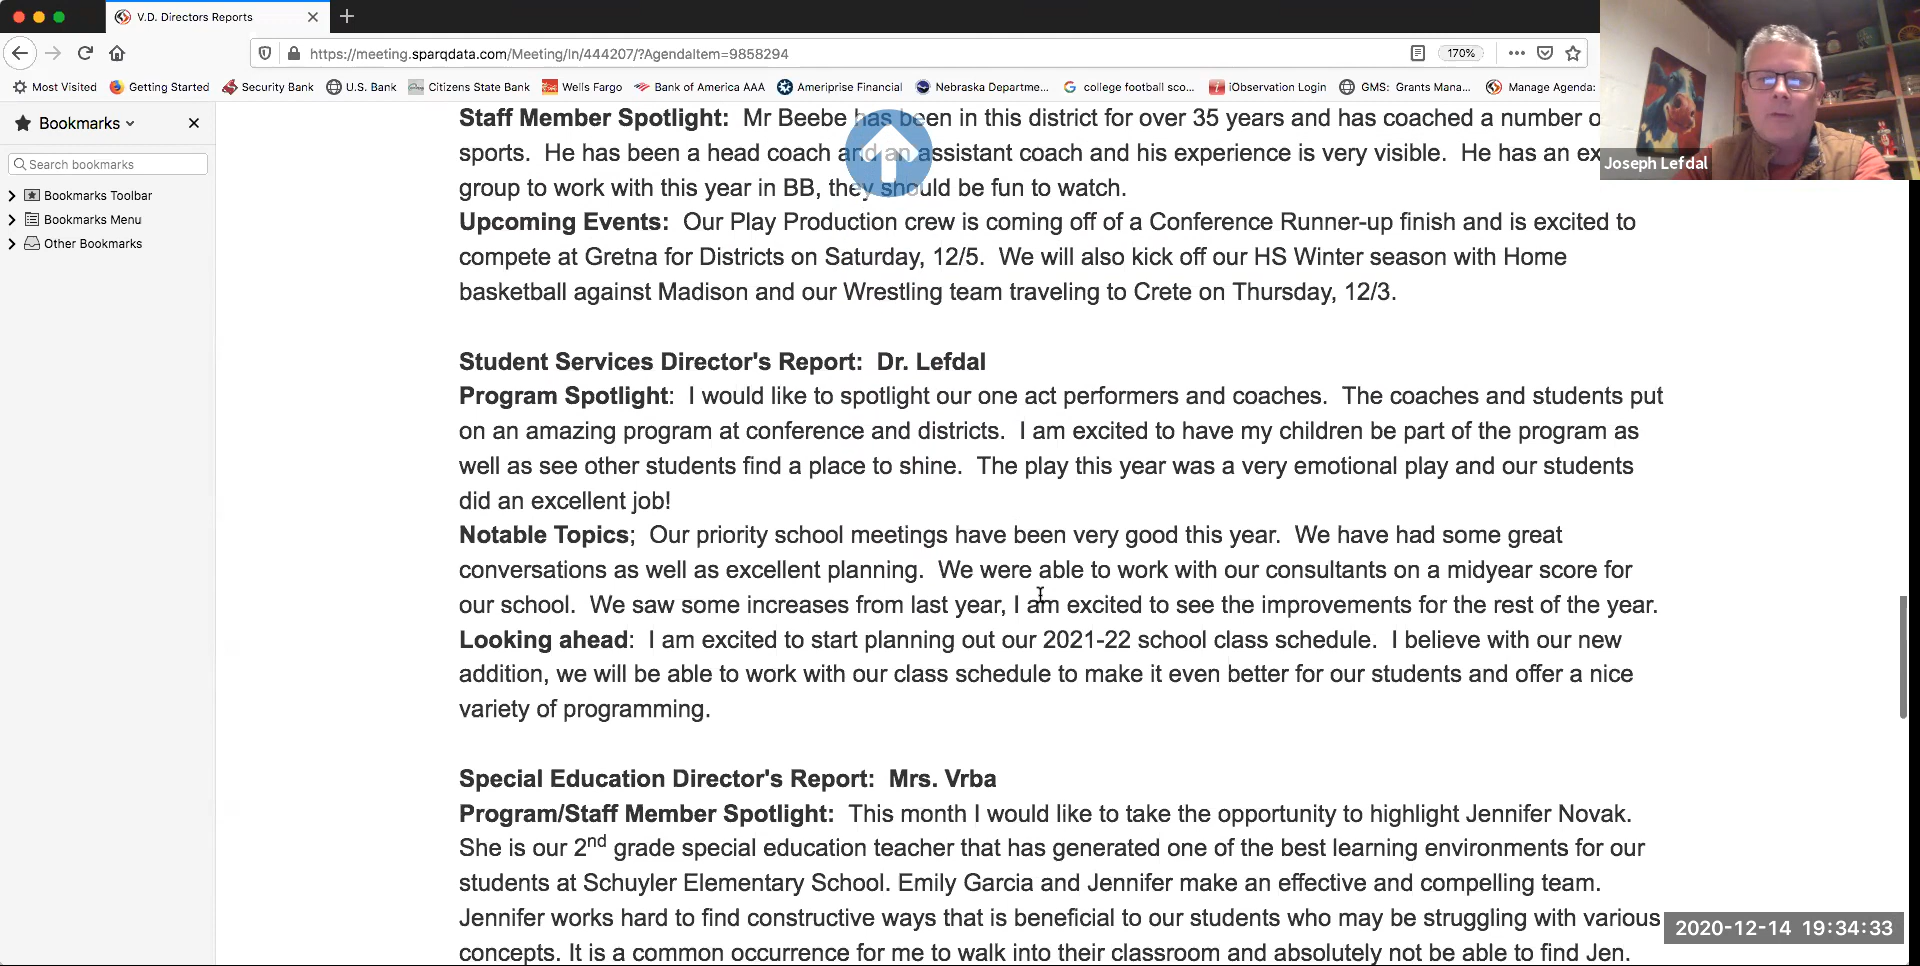 V.D. Directors Reports
https://meeting.sparqdata.com/Meeting/In/444207/?AgendaItem=9858294
170%
Most Visited Getting Started Security Bank U.S. Bank Citizens State Bank Wells Fargo Bank of America AAA Ameriprise Financial Nebraska Departme... college football sco... iObservation Login GMS: Grants Mana... Manage Agenda:
Bookmarks
Search bookmarks
Bookmarks Toolbar
Bookmarks Menu
Other Bookmarks
Joseph Lefdal
Staff Member Spotlight: Mr Beebe has been in this district for over 35 years and has coached a number o
sports. He has been a head coach and an assistant coach and his experience is very visible. He has an ex
group to work with this year in BB, they should be fun to watch.
Upcoming Events: Our Play Production crew is coming off of a Conference Runner-up finish and is excited to
compete at Gretna for Districts on Saturday, 12/5. We will also kick off our HS Winter season with Home
basketball against Madison and our Wrestling team traveling to Crete on Thursday, 12/3.
Student Services Director's Report: Dr. Lefdal
Program Spotlight: I would like to spotlight our one act performers and coaches. The coaches and students put
on an amazing program at conference and districts. I am excited to have my children be part of the program as
well as see other students find a place to shine. The play this year was a very emotional play and our students
did an excellent job!
Notable Topics; Our priority school meetings have been very good this year. We have had some great
conversations as well as excellent planning. We were able to work with our consultants on a midyear score for
our school. We saw some increases from last year, I am excited to see the improvements for the rest of the year.
Looking ahead: I am excited to start planning out our 2021-22 school class schedule. I believe with our new
addition, we will be able to work with our class schedule to make it even better for our students and offer a nice
variety of programming.
Special Education Director's Report: Mrs. Vrba
Program/Staff Member Spotlight: This month I would like to take the opportunity to highlight Jennifer Novak.
She is our 2nd grade special education teacher that has generated one of the best learning environments for our
students at Schuyler Elementary School. Emily Garcia and Jennifer make an effective and compelling team.
Jennifer works hard to find constructive ways that is beneficial to our students who may be struggling with various
concepts. It is a common occurrence for me to walk into their classroom and absolutely not be able to find Jen.
2020-12-14 19:34:33